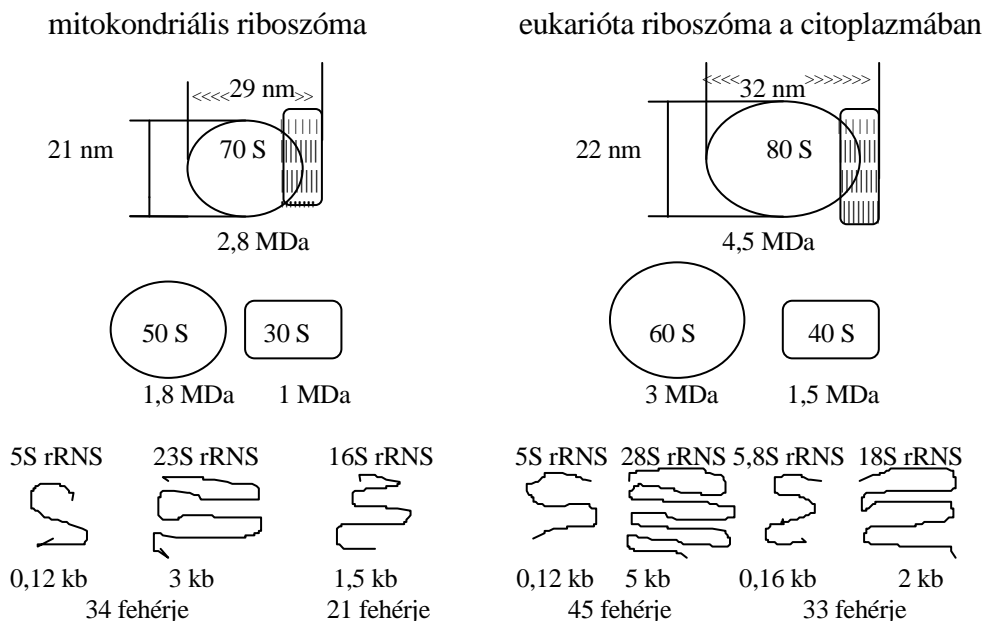 mitokondriális riboszóma
eukarióta riboszóma a citoplazmában
<<<<29 nm>>
<<<<32 nm>>>>>>>
21 nm
70 S
22 nm
80 S
2,8 MDa
4,5 MDa
50 S
30 S
60 S
40 S
1,8 MDa
1 MDa
3 MDa
1,5 MDa
5S rRNS
23S rRNS
16S rRNS
5S rRNS
28S rRNS
5,8S rRNS
18S rRNS
0,12 kb
3 kb
1,5 kb
0,12 kb
5 kb
0,16 kb
2 kb
34 fehérje
21 fehérje
45 fehérje
33 fehérje